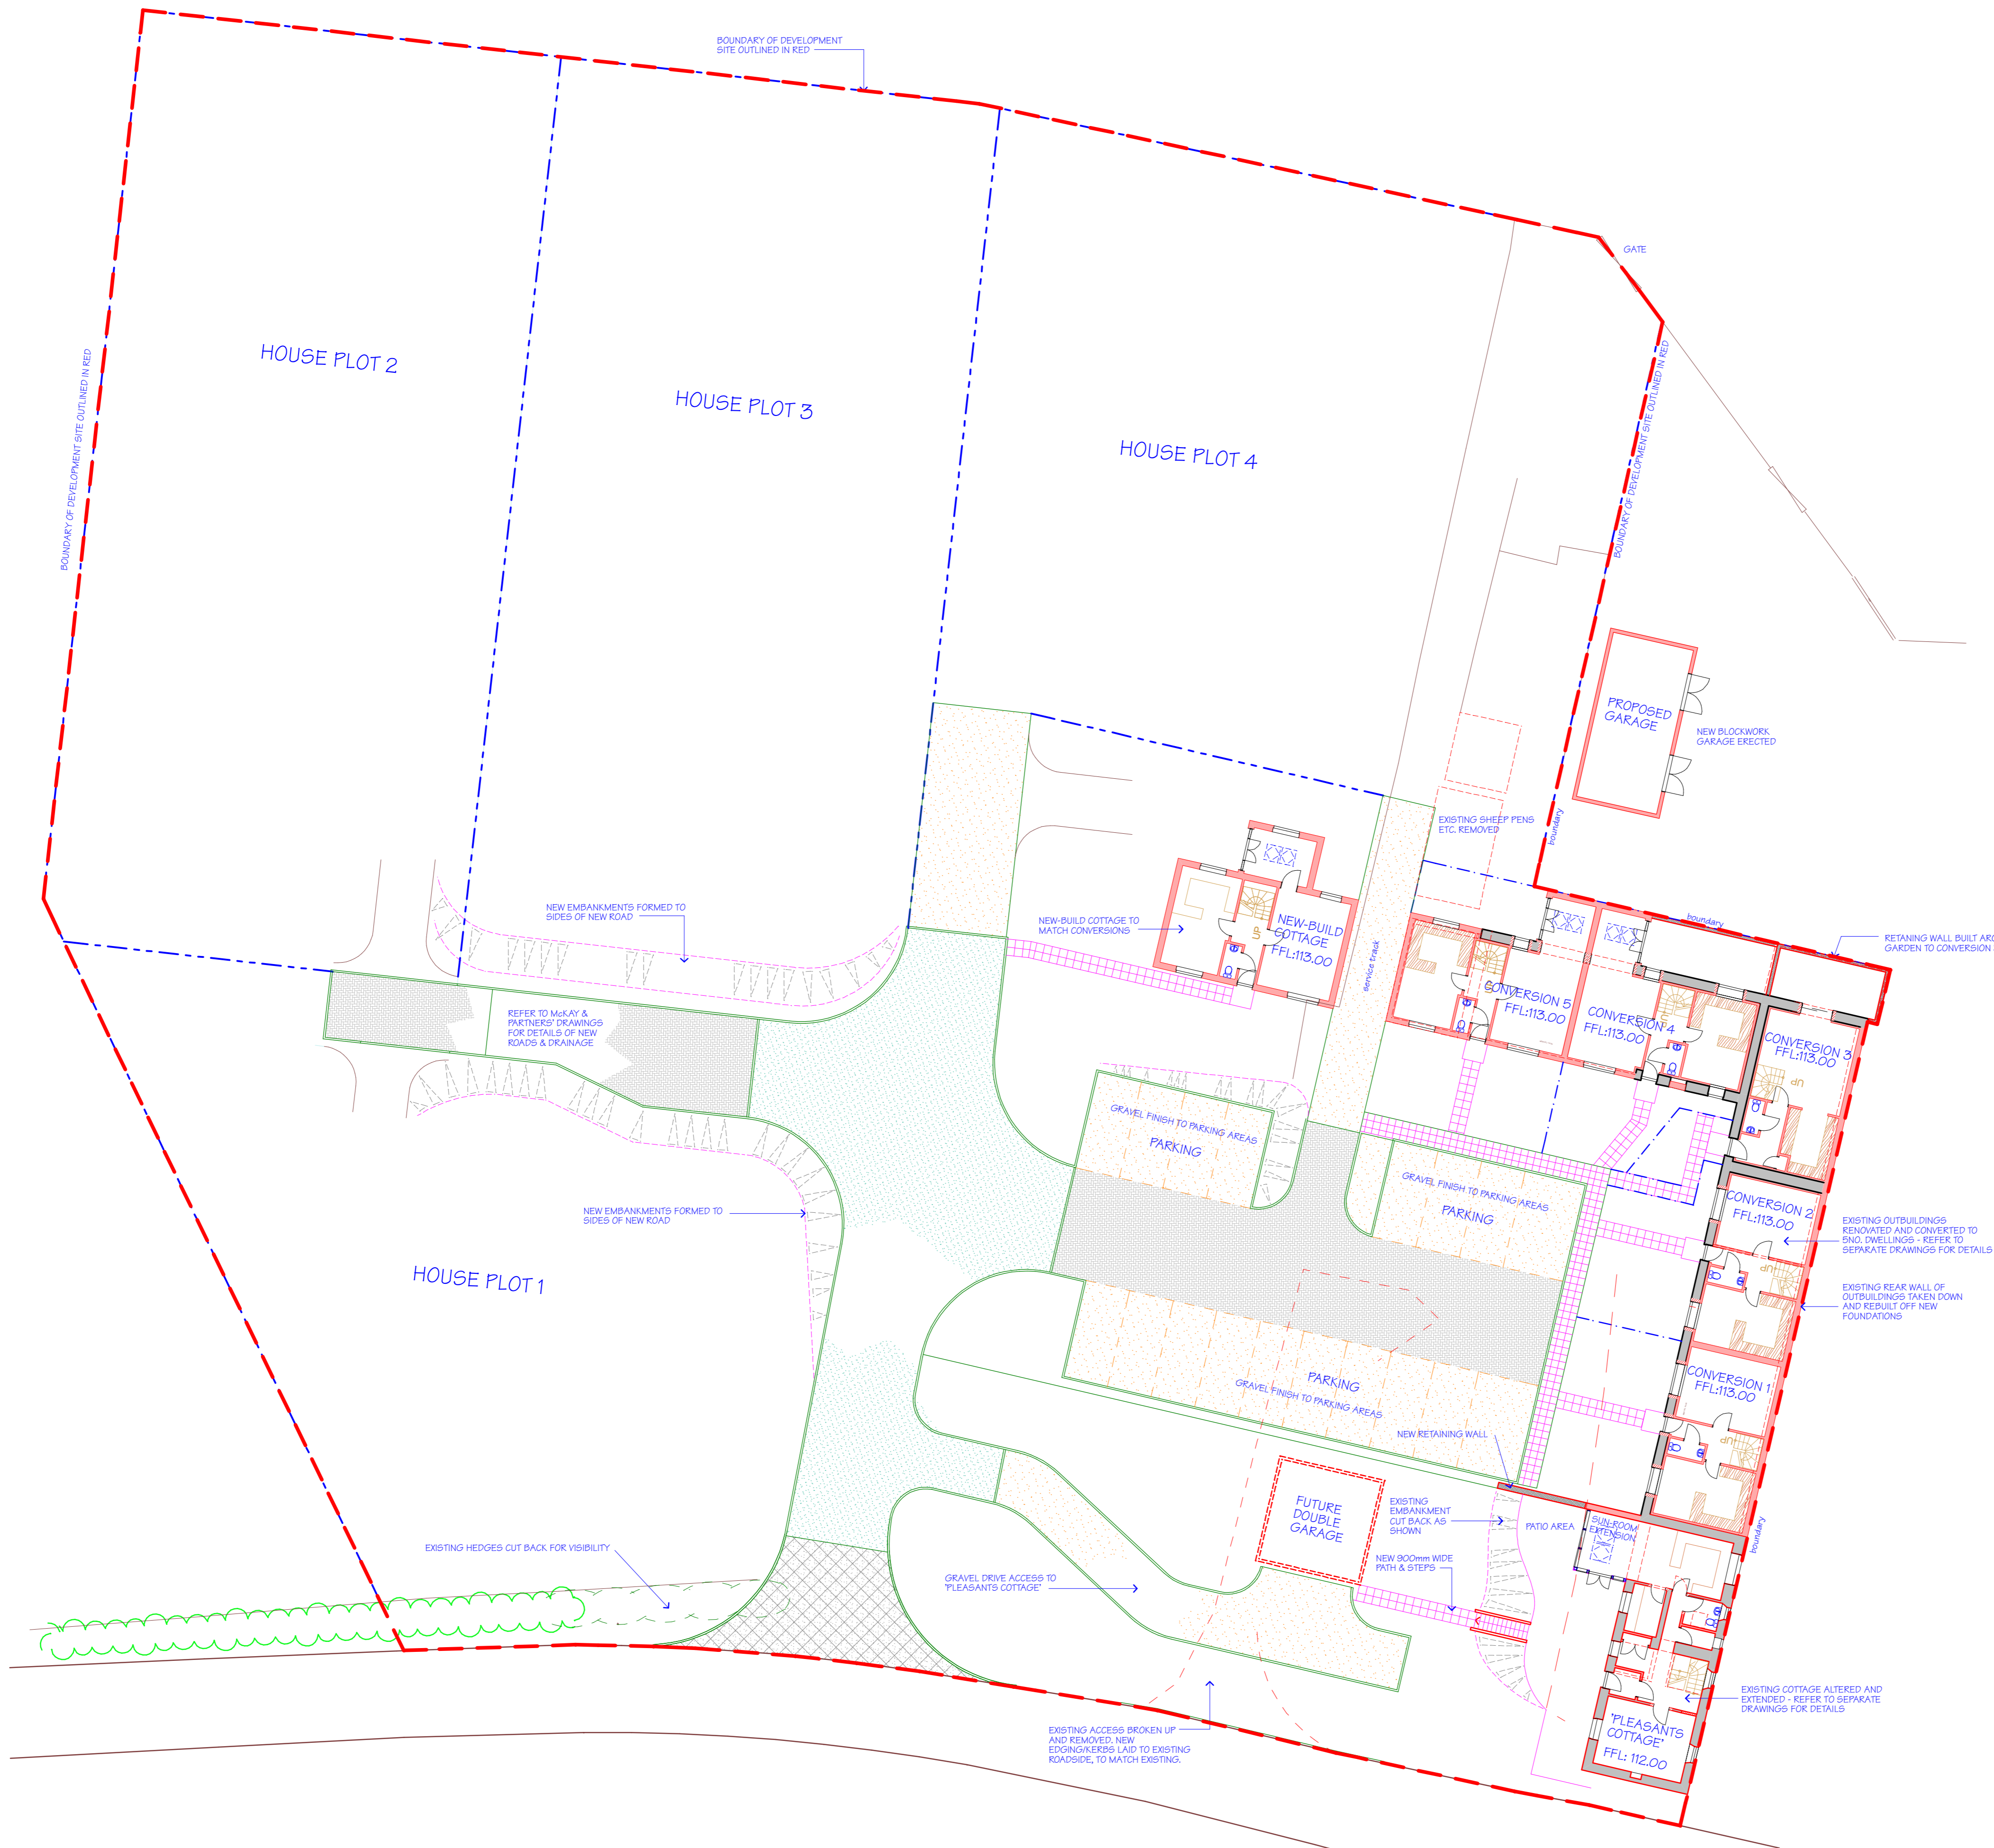 BOUNDARY OF DEVELOPMENT
SITE OUTLINED IN RED
GATE
HOUSE PLOT 2
HOUSE PLOT 3
HOUSE PLOT 4
BOUNDARY OF DEVELOPMENT SITE OUTLINED IN RED
BOUNDARY OF DEVELOPMENT SITE OUTLINED IN RED
PROPOSED
GARAGE
NEW BLOCKWORK
GARAGE ERECTED
boundary
EXISTING SHEEP PENS
ETC. REMOVED
NEW EMBANKMENTS FORMED TO
SIDES OF NEW ROAD
NEW-BUILD COTTAGE TO
MATCH CONVERSIONS
UP
NEW-BUILD
COTTAGE
FFL:113.00
service track
boundary
RETANING WALL BUILT ARO
GARDEN TO CONVERSION
CONVERSION 5
FFL:113.00
CONVERSION 4
FFL:113.00
UP
CONVERSION 3
FFL:113.00
UP
REFER TO McKAY &
PARTNERS' DRAWINGS
FOR DETAILS OF NEW
ROADS & DRAINAGE
GRAVEL FINISH TO PARKING AREAS
PARKING
GRAVEL FINISH TO PARKING AREAS
PARKING
CONVERSION 2
FFL:113.00
UP
NEW EMBANKMENTS FORMED TO
SIDES OF NEW ROAD
EXISTING OUTBUILDINGS
RENOVATED AND CONVERTED TO
5NO. DWELLINGS - REFER TO
SEPARATE DRAWINGS FOR DETAILS
HOUSE PLOT 1
EXISTING REAR WALL OF
OUTBUILDINGS TAKEN DOWN
AND REBUILT OFF NEW
FOUNDATIONS
PARKING
GRAVEL FINISH TO PARKING AREAS
CONVERSION 1
FFL:113.00
UP
NEW RETAINING WALL
FUTURE
DOUBLE
GARAGE
EXISTING
EMBANKMENT
CUT BACK AS
SHOWN
PATIO AREA
SUN-ROOM
EXTENSION
boundary
EXISTING HEDGES CUT BACK FOR VISIBILITY
GRAVEL DRIVE ACCESS TO
'PLEASANTS COTTAGE'
NEW 900mm WIDE
PATH & STEPS
EXISTING COTTAGE ALTERED AND
EXTENDED - REFER TO SEPARATE
DRAWINGS FOR DETAILS
'PLEASANTS
COTTAGE'
FFL: 112.00
EXISTING ACCESS BROKEN UP
AND REMOVED. NEW
EDGING/KERBS LAID TO EXISTING
ROADSIDE, TO MATCH EXISTING.